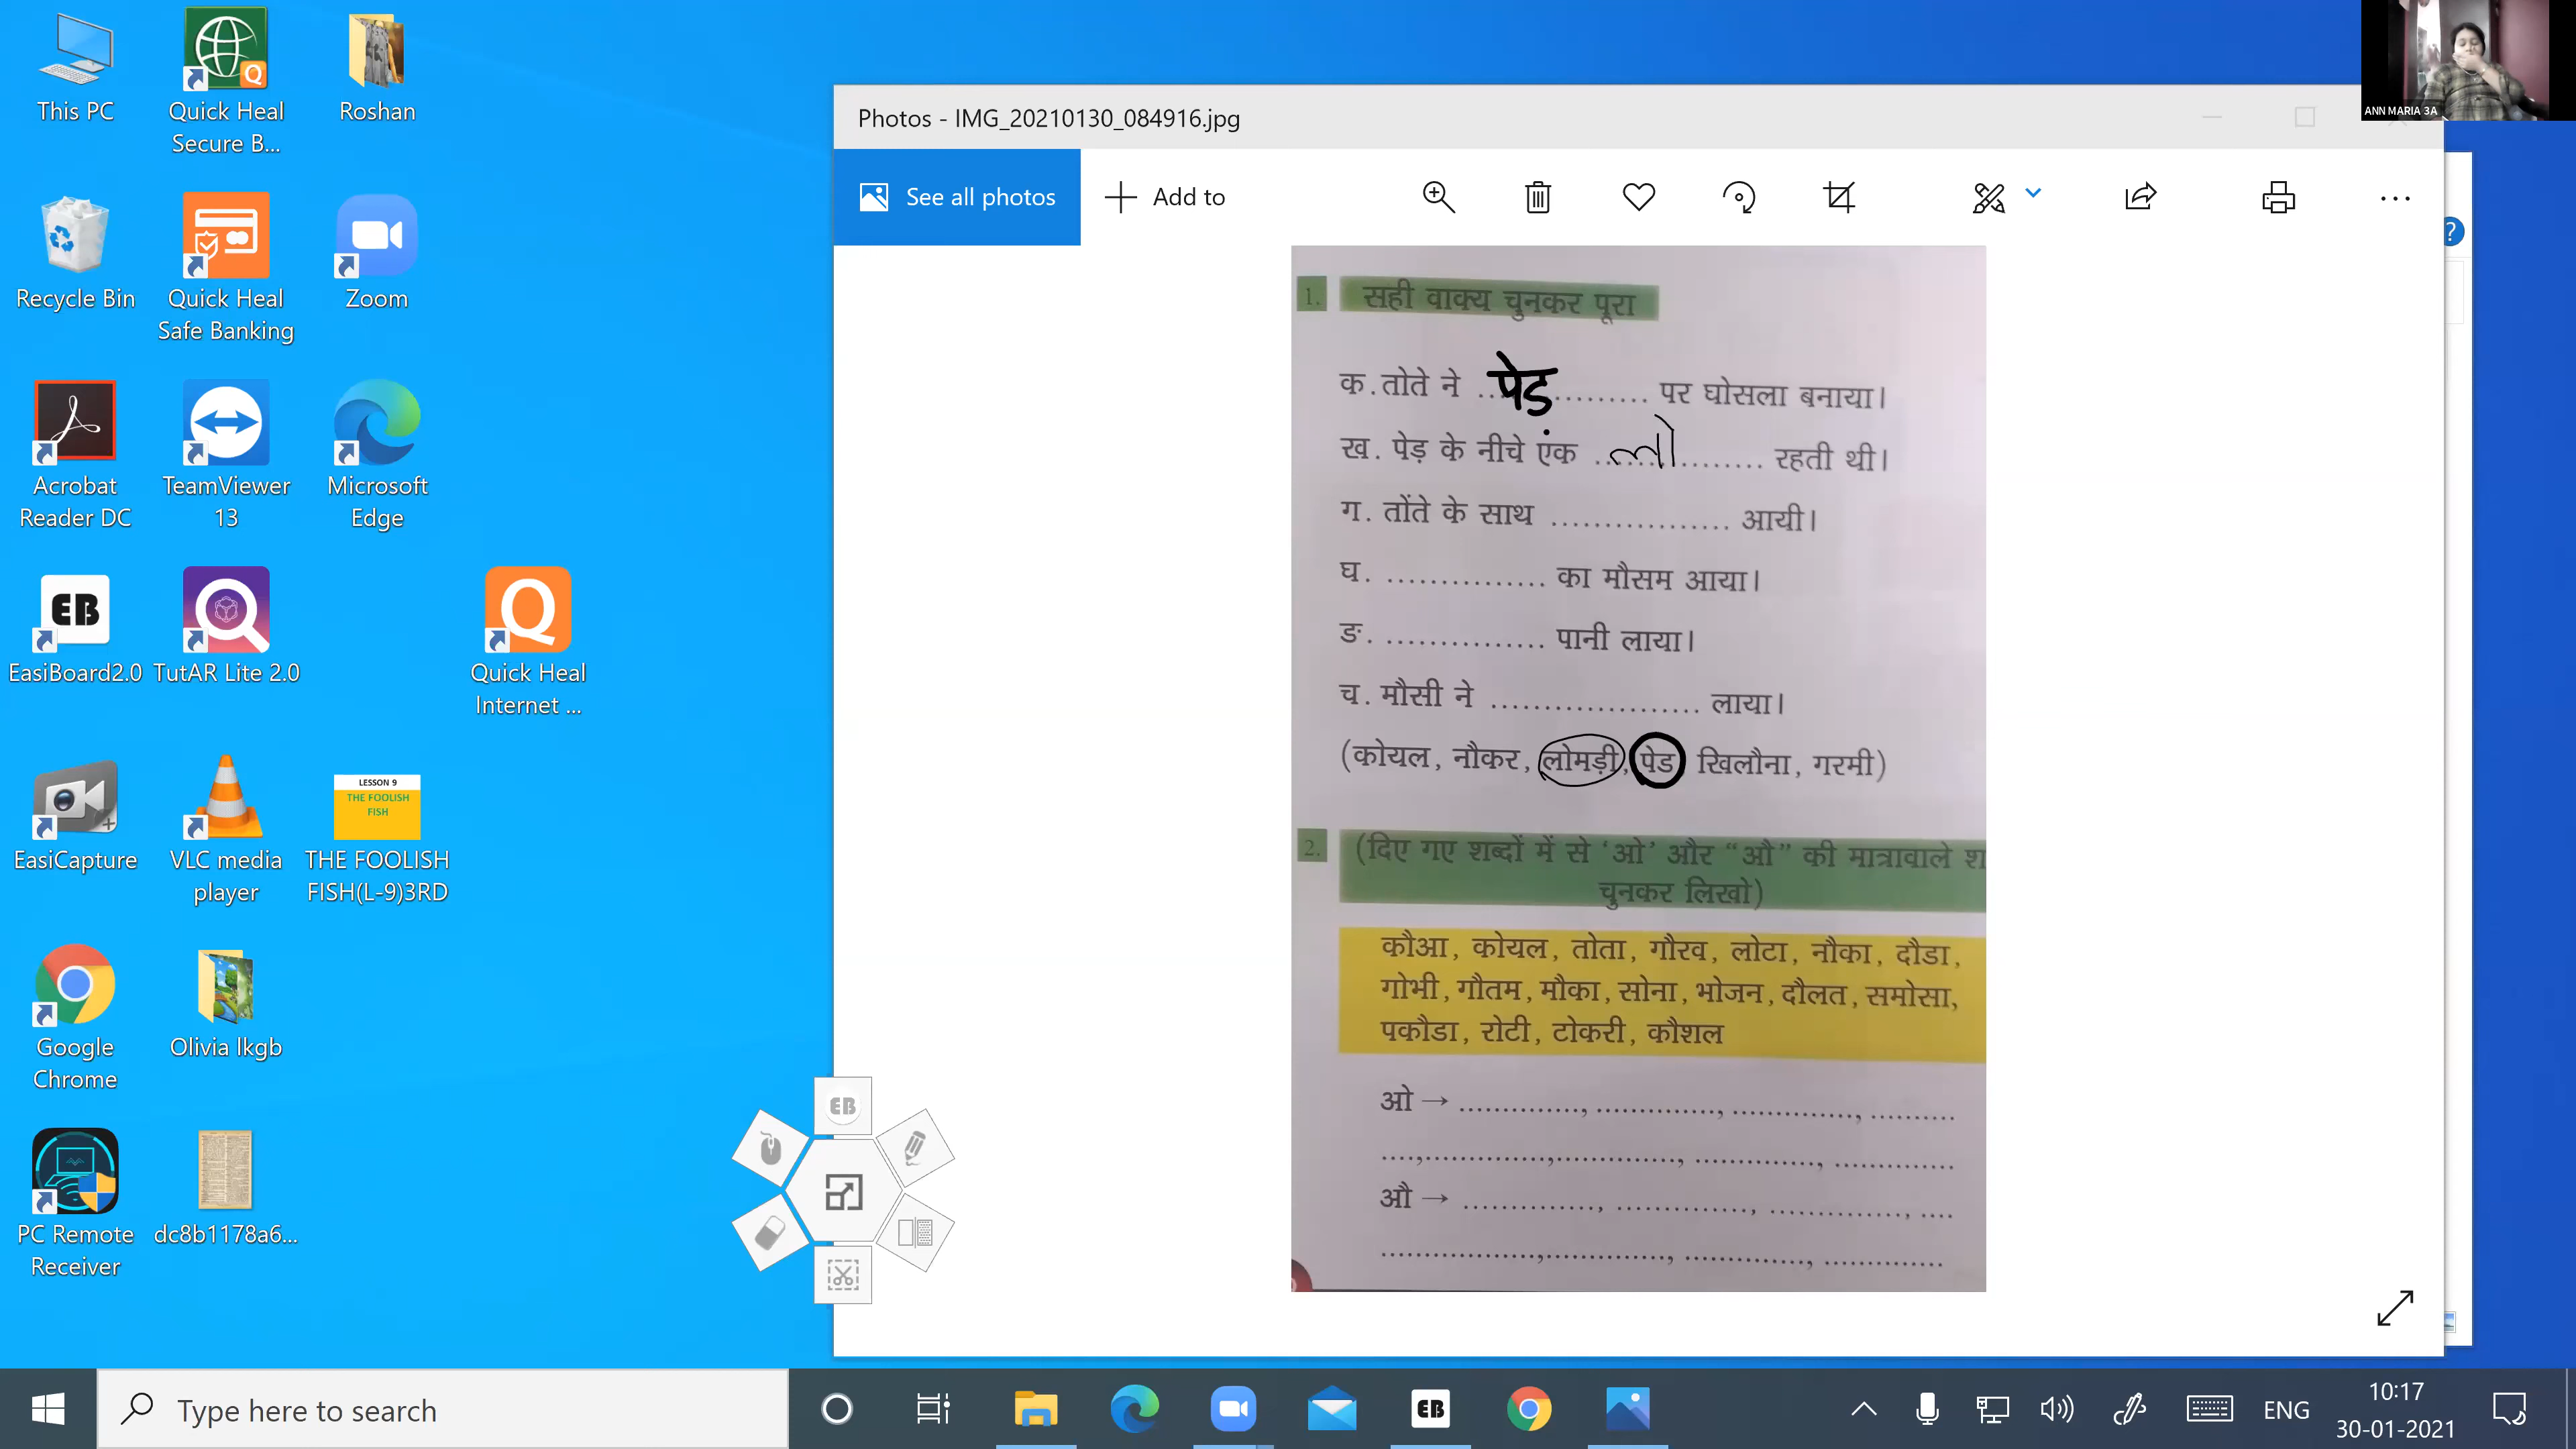 This PC
Quick Heal
Secure B...
Roshan
Recycle Bin
Quick Heal
Safe Banking
Zoom
Acrobat
Reader DC
TeamViewer
13
Microsoft
Edge
EB
EasiBoard2.0
TutAR Lite 2.0
Quick Heal
Internet ...
EasiCapture
VLC media
player
LESSON 9
THE FOOLISH
FISH
THE FOOLISH
FISH(L-9)3RD
Google
Chrome
Olivia lkgb
PC Remote
Receiver
dc8b1178a6...
EB
Photos - IMG_20210130_084916.jpg
ANN MARIA 3A
See all photos
Add to
1. सही वाक्य चुनकर पूरा
क. तोते ने ..पेड........ पर घोसला बनाया।
ख. पेड़ के नीचे एंक ..लो........ रहती थी।
ग. तोंते के साथ ................. आयी।
घ. ............... का मौसम आया।
ङ. ............... पानी लाया।
च. मौसी ने .................... लाया।
(कोयल, नौकर, लोमड़ी, पेड खिलौना, गरमी)
2. (दिए गए शब्दों में से ‘ओ’ और “औ” की मात्रावाले श
चुनकर लिखो)
कौआ, कोयल, तोता, गौरव, लोटा, नौका, दौडा,
गोभी, गौतम, मौका, सोना, भोजन, दौलत, समोसा,
पकौडा, रोटी, टोकरी, कौशल
ओ → ............, ............, ............, .........
....,............,............, ............, ............
औ → ............, ............, ............, ....
................,............, ............, ............
Type here to search
EB
ENG
10:17
30-01-2021